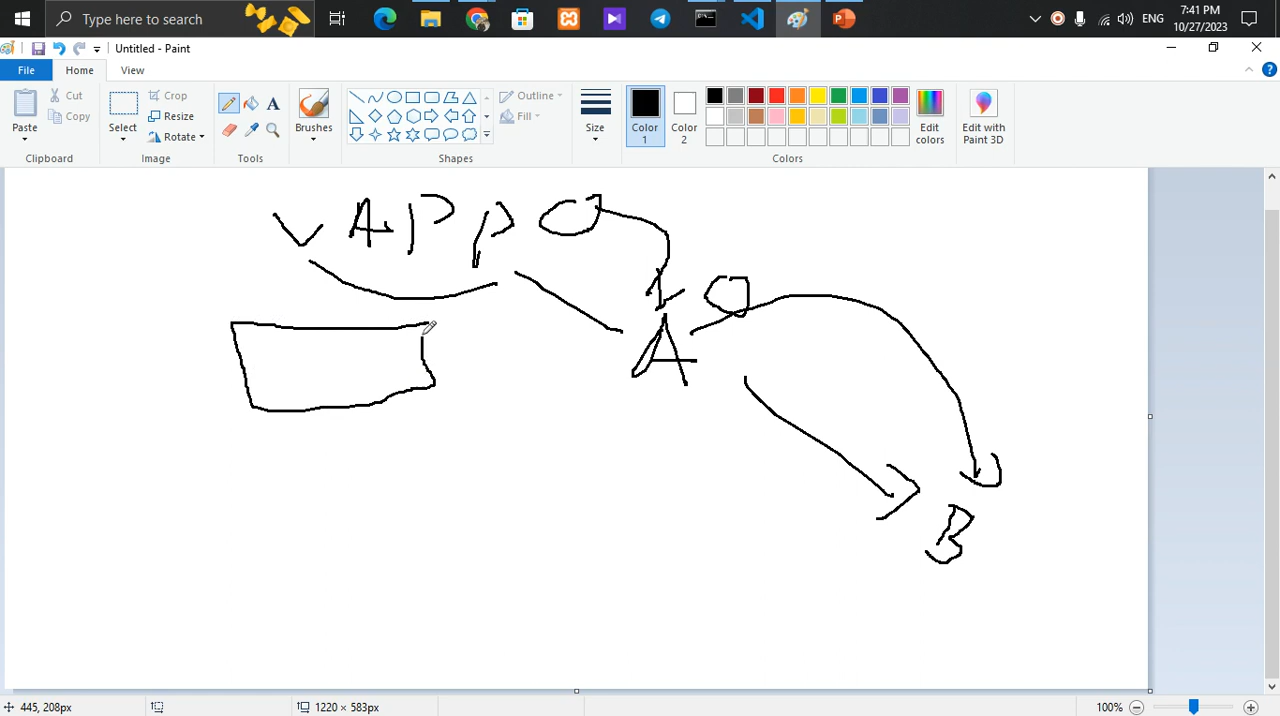 Type here to search
ENG
7:41 PM
10/27/2023
Untitled - Paint
File
Home
View
Paste
Cut
Copy
Clipboard
Select
Crop
Resize
Rotate
Image
Tools
Brushes
Shapes
Outline
Fill
Size
Color 1
Color 2
Edit colors
Colors
Edit with Paint 3D
V A P P
A
B
445, 208px
1220 × 583px
100%